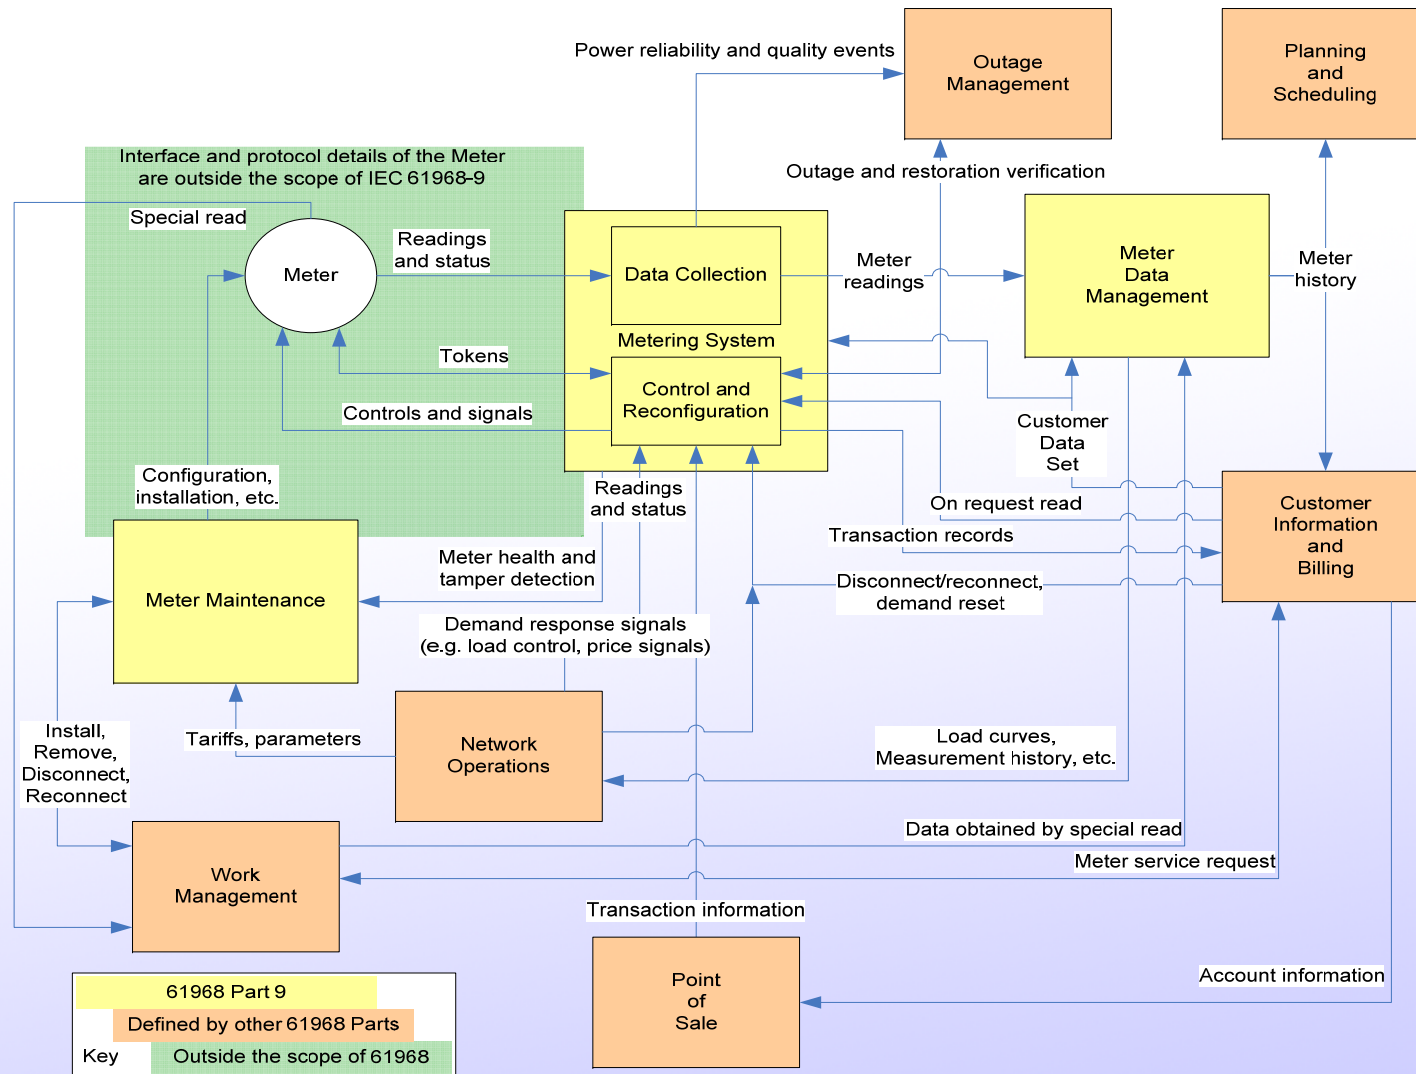 Power reliability and quality events
Outage
Management
Planning
and
Scheduling
Interface and protocol details of the Meter
are outside the scope of IEC 61968-9
Outage and restoration verification
Special read
Readings
and status
Meter
Data Collection
Meter
readings
Meter
Data
Management
Meter
history
Metering System
Tokens
Control and
Reconfiguration
Controls and signals
Customer
Data
Set
Configuration,
installation, etc.
Readings
and status
On request read
Customer
Information
and
Billing
Transaction records
Meter health and
tamper detection
Disconnect/reconnect,
demand reset
Meter Maintenance
Demand response signals
(e.g. load control, price signals)
Install,
Remove,
Disconnect,
Reconnect
Tariffs, parameters
Network
Operations
Load curves,
Measurement history, etc.
Data obtained by special read
Meter service request
Work
Management
Transaction information
Point
of
Sale
Account information
61968 Part 9
Defined by other 61968 Parts
Key
Outside the scope of 61968